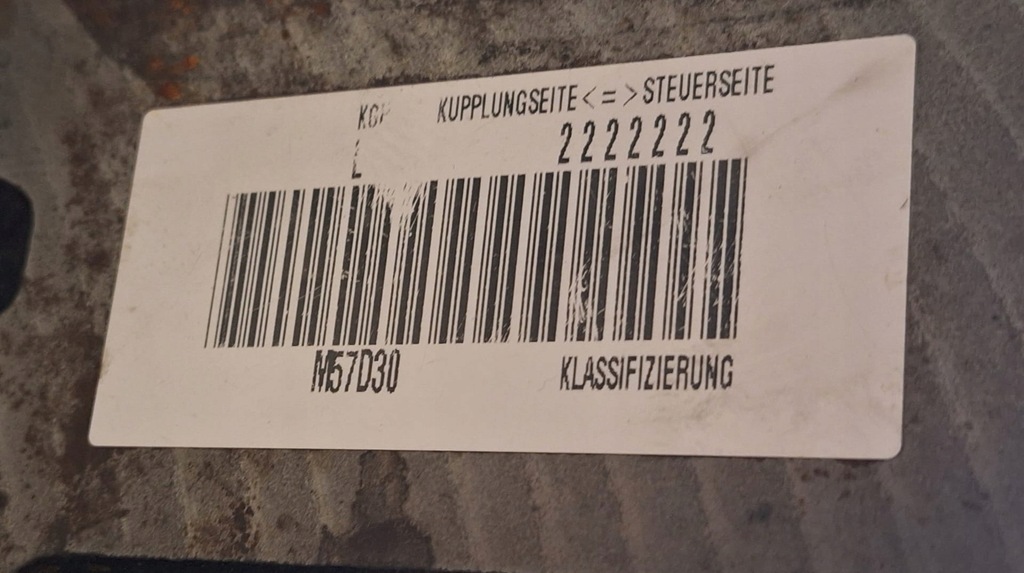 KUPPLUNGSEITE<=>STEUERSEITE
2222222
M57D30 KLASSIFIZIERUNG